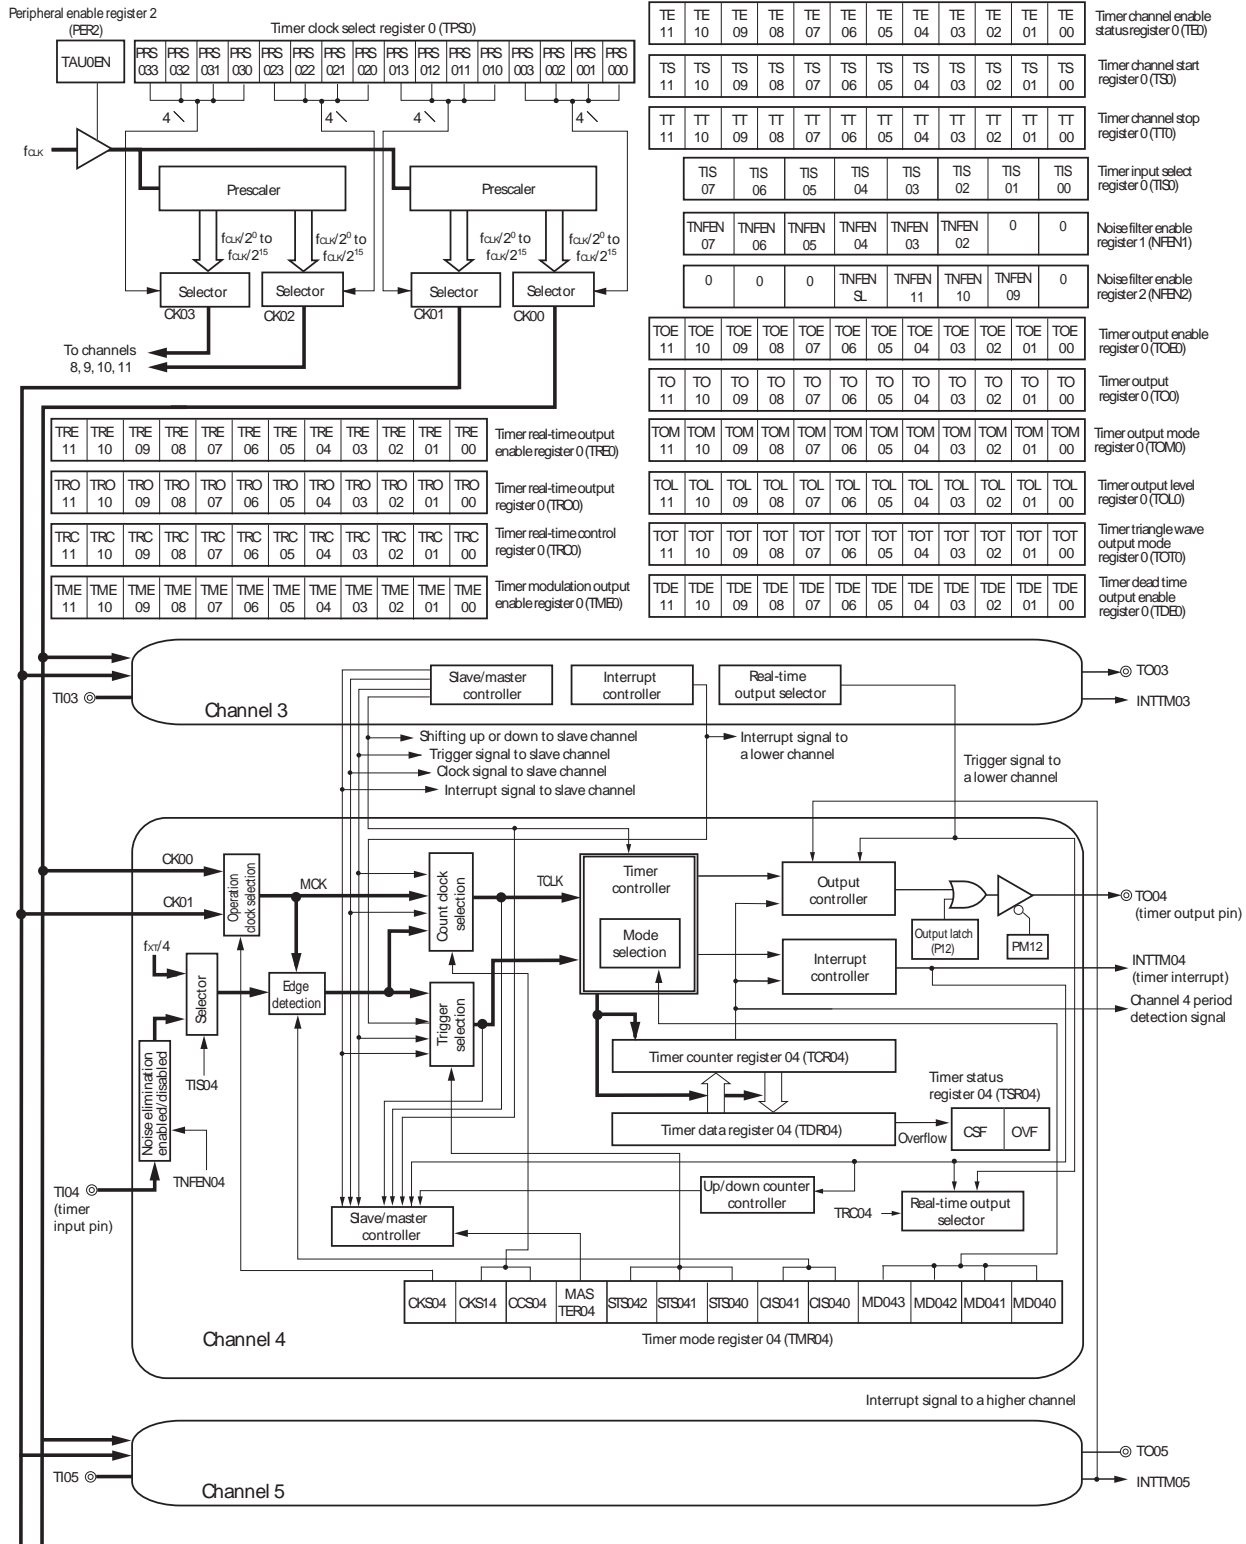 Peripheral enable register 2
(PER2)
TAU0EN
Timer clock select register 0 (TPS0)
PRS PRS PRS PRS PRS PRS PRS PRS PRS PRS PRS PRS PRS PRS PRS PRS
033 032 031 030 023 022 021 020 013 012 011 010 003 002 001 000
4 4 4 4
fCLK
Prescaler
Prescaler
fCLK/2⁰ to
fCLK/2¹⁵
fCLK/2⁰ to
fCLK/2¹⁵
fCLK/2⁰ to
fCLK/2¹⁵
fCLK/2⁰ to
fCLK/2¹⁵
Selector
Selector
Selector
Selector
CK03
CK02
CK01
CK00
To channels
8, 9, 10, 11
TE TE TE TE TE TE TE TE TE TE TE TE
11 10 09 08 07 06 05 04 03 02 01 00
Timer channel enable
status register 0 (TE0)
TS TS TS TS TS TS TS TS TS TS TS TS
11 10 09 08 07 06 05 04 03 02 01 00
Timer channel start
register 0 (TS0)
TT TT TT TT TT TT TT TT TT TT TT TT
11 10 09 08 07 06 05 04 03 02 01 00
Timer channel stop
register 0 (TT0)
TIS TIS TIS TIS TIS TIS TIS TIS
07 06 05 04 03 02 01 00
Timer input select
register 0 (TIS0)
TNFEN TNFEN TNFEN TNFEN TNFEN TNFEN 0 0
07 06 05 04 03 02
Noise filter enable
register 1 (NFEN1)
0 0 0 TNFEN TNFEN TNFEN TNFEN 0
SL 11 10 09
Noise filter enable
register 2 (NFEN2)
TOE TOE TOE TOE TOE TOE TOE TOE TOE TOE TOE TOE
11 10 09 08 07 06 05 04 03 02 01 00
Timer output enable
register 0 (TOE0)
TO TO TO TO TO TO TO TO TO TO TO TO
11 10 09 08 07 06 05 04 03 02 01 00
Timer output
register 0 (TO0)
TOM TOM TOM TOM TOM TOM TOM TOM TOM TOM TOM TOM
11 10 09 08 07 06 05 04 03 02 01 00
Timer output mode
register 0 (TOM0)
TOL TOL TOL TOL TOL TOL TOL TOL TOL TOL TOL TOL
11 10 09 08 07 06 05 04 03 02 01 00
Timer output level
register 0 (TOL0)
TOT TOT TOT TOT TOT TOT TOT TOT TOT TOT TOT TOT
11 10 09 08 07 06 05 04 03 02 01 00
Timer triangle wave
output mode
register 0 (TOT0)
TDE TDE TDE TDE TDE TDE TDE TDE TDE TDE TDE TDE
11 10 09 08 07 06 05 04 03 02 01 00
Timer dead time
output enable
register 0 (TDE0)
TRE TRE TRE TRE TRE TRE TRE TRE TRE TRE TRE TRE
11 10 09 08 07 06 05 04 03 02 01 00
Timer real-time output
enable register 0 (TRE0)
TRO TRO TRO TRO TRO TRO TRO TRO TRO TRO TRO TRO
11 10 09 08 07 06 05 04 03 02 01 00
Timer real-time output
register 0 (TRO0)
TRC TRC TRC TRC TRC TRC TRC TRC TRC TRC TRC TRC
11 10 09 08 07 06 05 04 03 02 01 00
Timer real-time control
register 0 (TRC0)
TME TME TME TME TME TME TME TME TME TME TME TME
11 10 09 08 07 06 05 04 03 02 01 00
Timer modulation output
enable register 0 (TME0)
TI03
Channel 3
Slave/master
controller
Interrupt
controller
Real-time
output selector
TO03
INTTM03
Shifting up or down to slave channel
Trigger signal to slave channel
Clock signal to slave channel
Interrupt signal to slave channel
Interrupt signal to
a lower channel
Trigger signal to
a lower channel
CK00
CK01
Operation
clock selection
MCK
Count clock
selection
TCLK
Timer
controller
Mode
selection
Output
controller
Output latch
(P12)
PM12
TO04
(timer output pin)
Interrupt
controller
INTTM04
(timer interrupt)
Channel 4 period
detection signal
fXT/4
Selector
Edge
detection
Trigger
selection
TIS04
Noise elimination
enabled/disabled
TNFEN04
TI04
(timer
input pin)
Timer counter register 04 (TCR04)
Timer data register 04 (TDR04)
Timer status
register 04 (TSR04)
Overflow
CSF OVF
Up/down counter
controller
TRC04
Real-time output
selector
Slave/master
controller
CKS04 CKS14 CCS04 MAS TER04 STS042 STS041 STS040 CIS041 CIS040 MD043 MD042 MD041 MD040
Timer mode register 04 (TMR04)
Channel 4
Interrupt signal to a higher channel
TI05
Channel 5
TO05
INTTM05